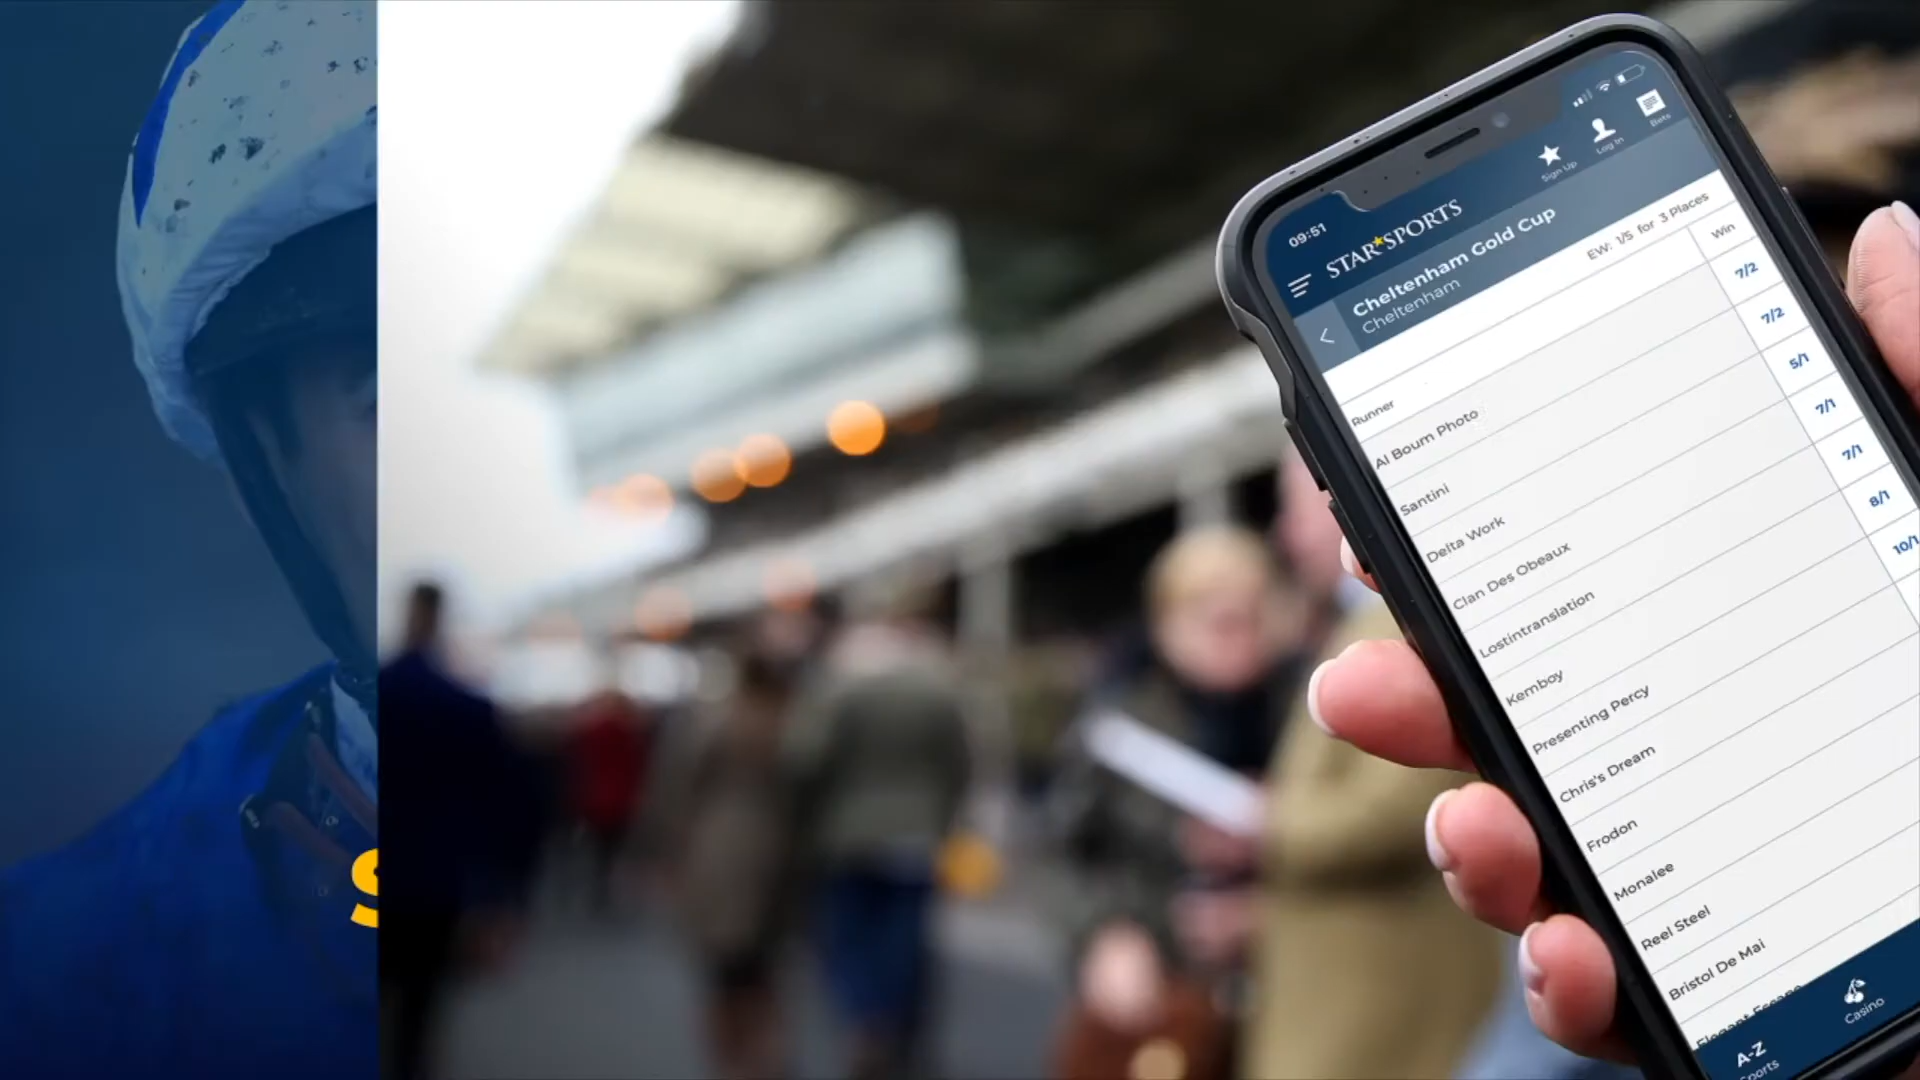 09:51
STAR★SPORTS
Sign Up
Log In
Bets
Cheltenham Gold Cup
Cheltenham
EW: 1/5 for 3 Places
Runner
Win
Al Boum Photo
7/2
Santini
7/2
Delta Work
5/1
Clan Des Obeaux
7/1
Lostintranslation
7/1
Kemboy
8/1
Presenting Percy
10/1
Chris's Dream
Frodon
Monalee
Reel Steel
Bristol De Mai
Elegant Escape
A-Z
Sports
Casino
S